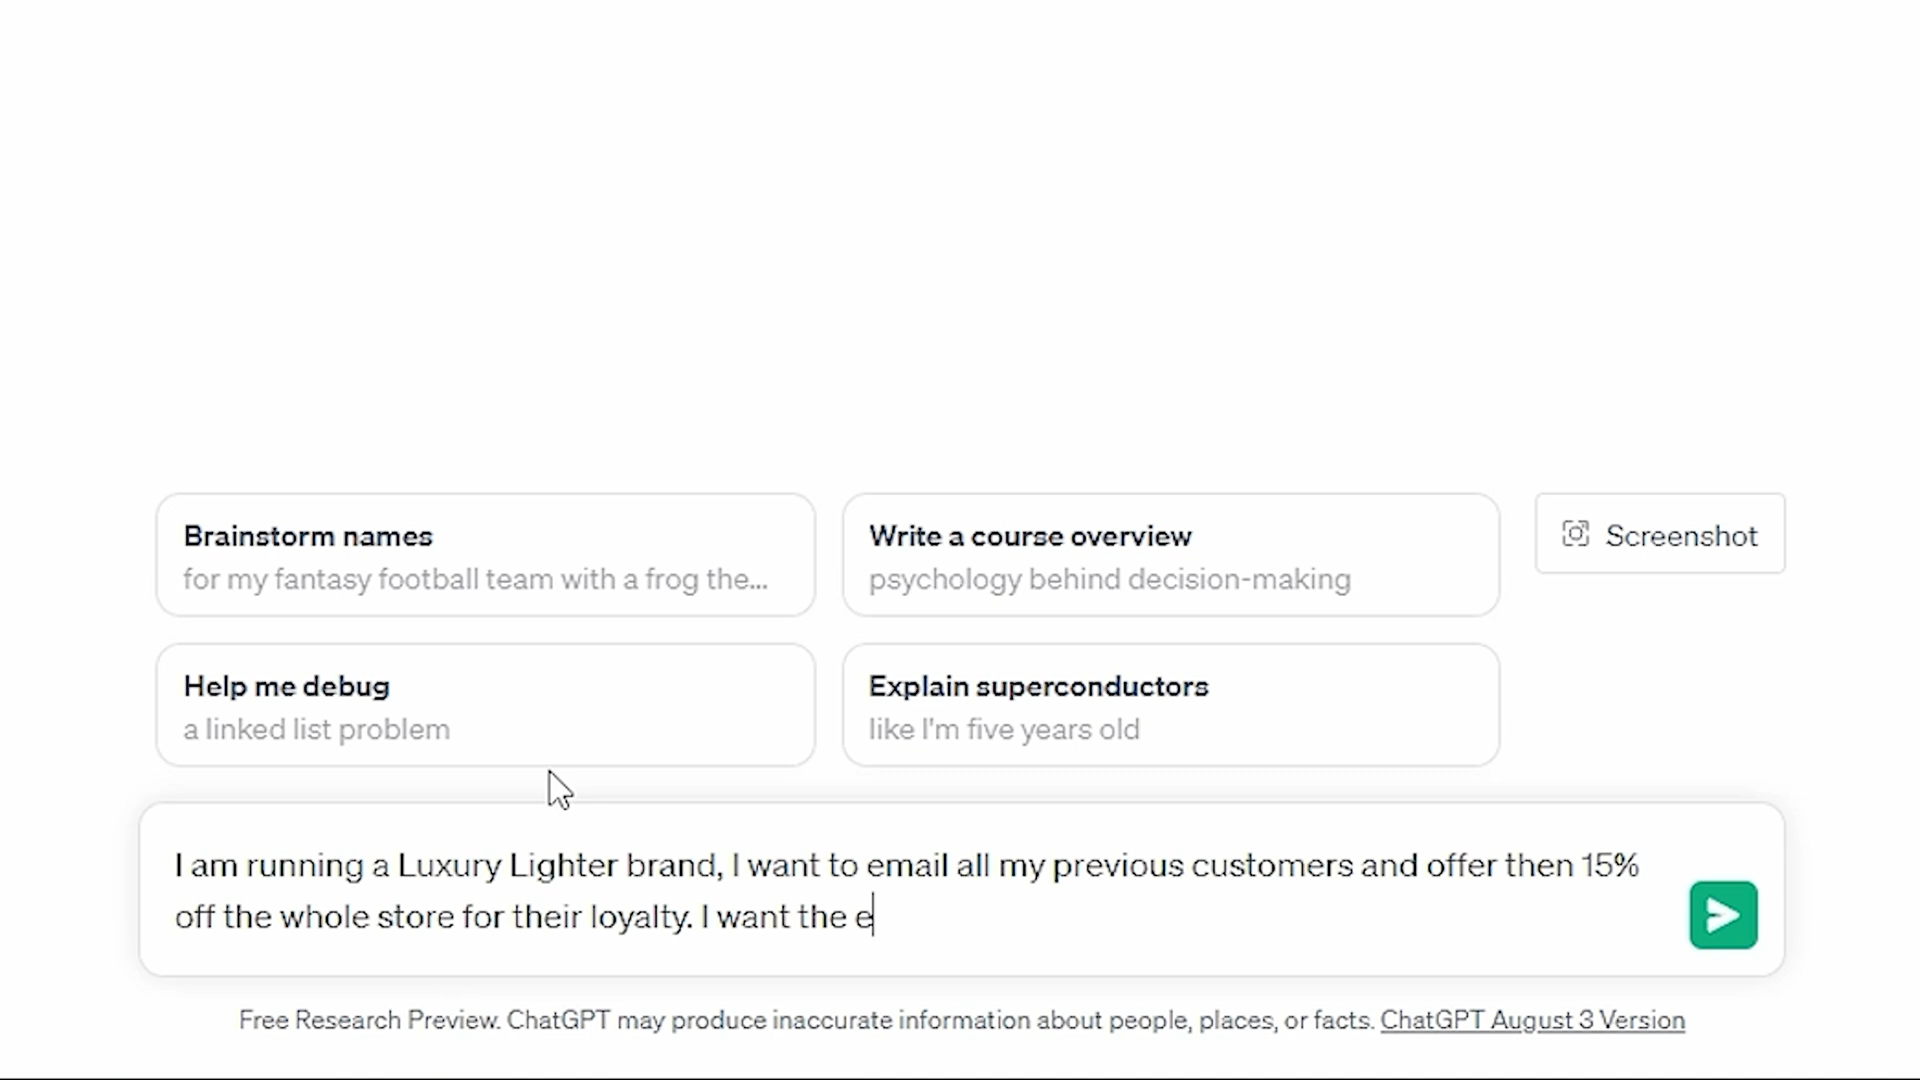 Brainstorm names
for my fantasy football team with a frog the...
Write a course overview
psychology behind decision-making
Screenshot
Help me debug
a linked list problem
Explain superconductors
like I'm five years old
I am running a Luxury Lighter brand, I want to email all my previous customers and offer then 15%
off the whole store for their loyalty. I want the e
Free Research Preview. ChatGPT may produce inaccurate information about people, places, or facts. ChatGPT August 3 Version